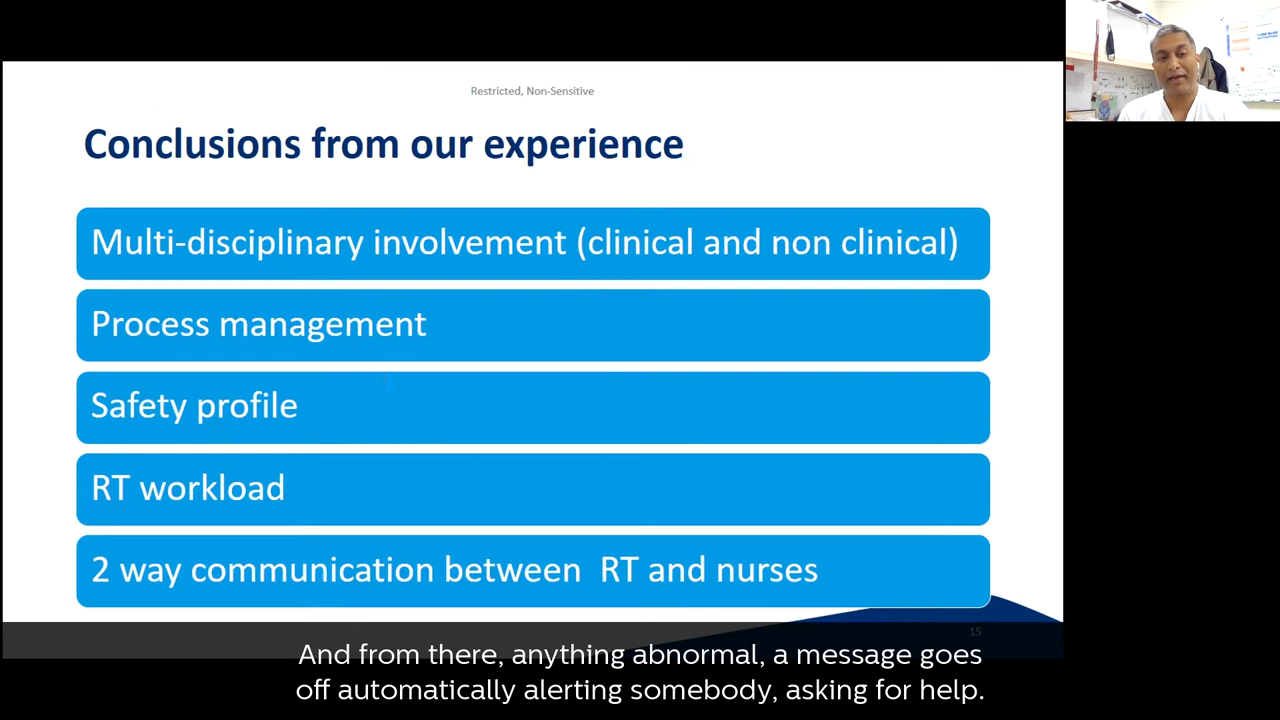 Restricted, Non-Sensitive
Conclusions from our experience
Multi-disciplinary involvement (clinical and non clinical)
Process management
Safety profile
RT workload
2 way communication between RT and nurses
15
And from there, anything abnormal, a message goes
off automatically alerting somebody, asking for help.